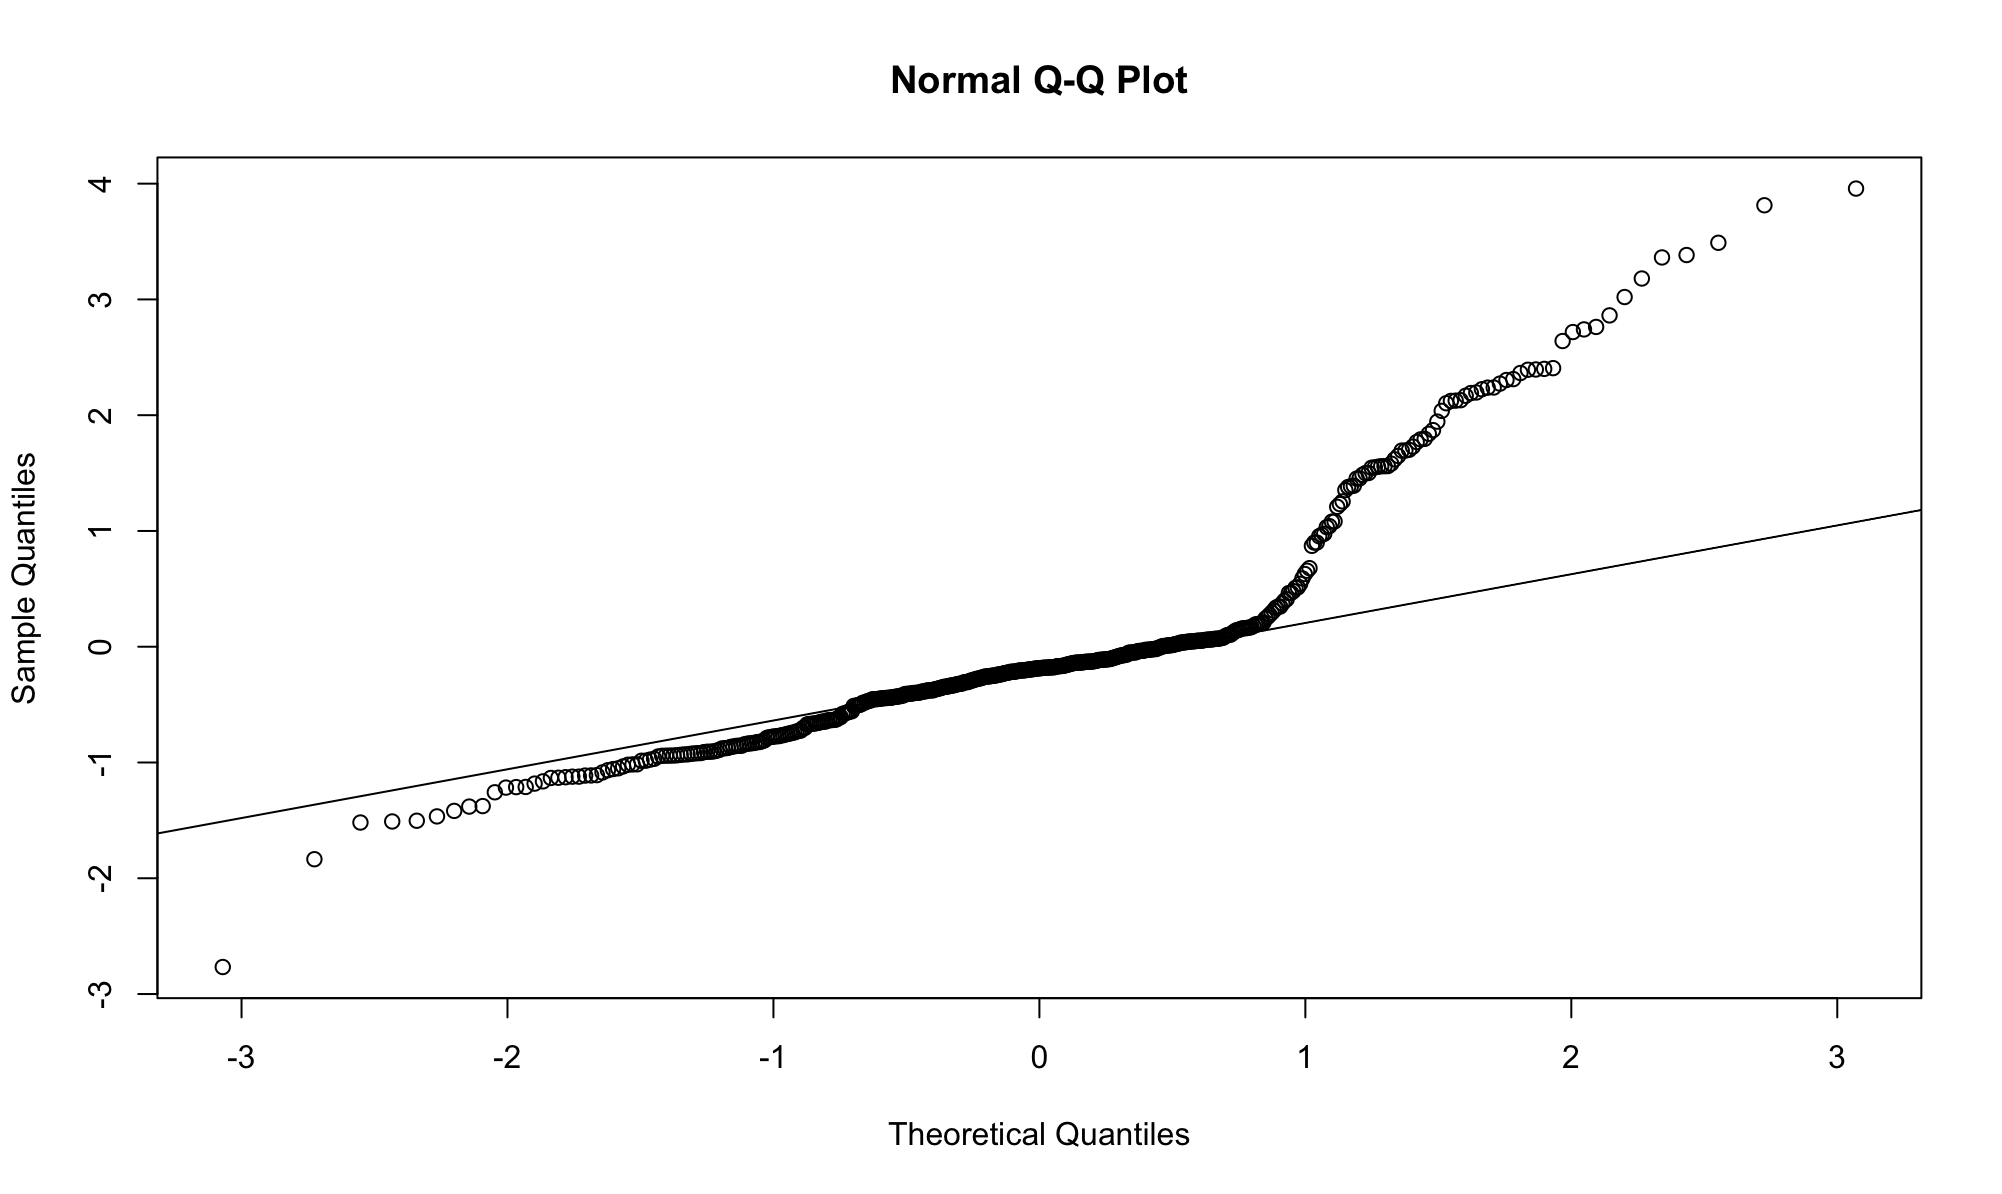 Normal Q-Q Plot
Sample Quantiles
4
3
2
1
0
-1
-2
-3
-3 -2 -1 0 1 2 3
Theoretical Quantiles